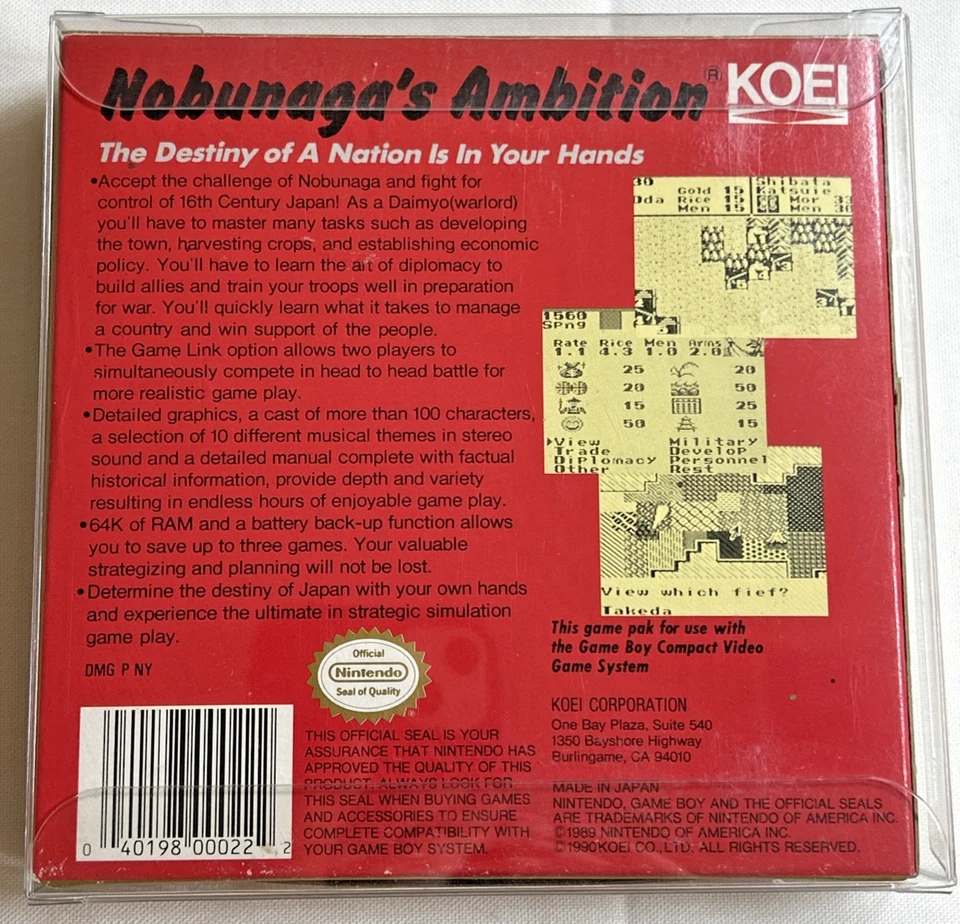 Nobunaga's Ambition® KOEI
The Destiny of A Nation Is In Your Hands
•Accept the challenge of Nobunaga and fight for
control of 16th Century Japan! As a Daimyo(warlord)
you'll have to master many tasks such as developing
the town, harvesting crops, and establishing economic
policy. You'll have to learn the art of diplomacy to
build allies and train your troops well in preparation
for war. You'll quickly learn what it takes to manage
a country and win support of the people.
•The Game Link option allows two players to
simultaneously compete in head to head battle for
more realistic game play.
•Detailed graphics, a cast of more than 100 characters,
a selection of 10 different musical themes in stereo
sound and a detailed manual complete with factual
historical information, provide depth and variety
resulting in endless hours of enjoyable game play.
•64K of RAM and a battery back-up function allows
you to save up to three games. Your valuable
strategizing and planning will not be lost.
•Determine the destiny of Japan with your own hands
and experience the ultimate in strategic simulation
game play.
DMG P NY
Shibata
Gold 15 Katsuie
Oda Rice 15 Mor
Men 15 Men
1560
SPng
Rate Rice Men Arms
1.1 4.3 1.0 2.0
25 20
20 50
15 25
50 15
View Military
Trade Develop
Diplomacy Personnel
Other Rest
View which fief?
Takeda
This game pak for use with
the Game Boy Compact Video
Game System
Official
Nintendo
Seal of Quality
THIS OFFICIAL SEAL IS YOUR
ASSURANCE THAT NINTENDO HAS
APPROVED THE QUALITY OF THIS
PRODUCT. ALWAYS LOOK FOR
THIS SEAL WHEN BUYING GAMES
AND ACCESSORIES TO ENSURE
COMPLETE COMPATIBILITY WITH
YOUR GAME BOY SYSTEM.
KOEI CORPORATION
One Bay Plaza, Suite 540
1350 Bayshore Highway
Burlingame, CA 94010
MADE IN JAPAN
NINTENDO, GAME BOY AND THE OFFICIAL SEALS
ARE TRADEMARKS OF NINTENDO OF AMERICA INC.
©1989 NINTENDO OF AMERICA INC.
©1990 KOEI CO., LTD. ALL RIGHTS RESERVED.
0 40198 00022 2